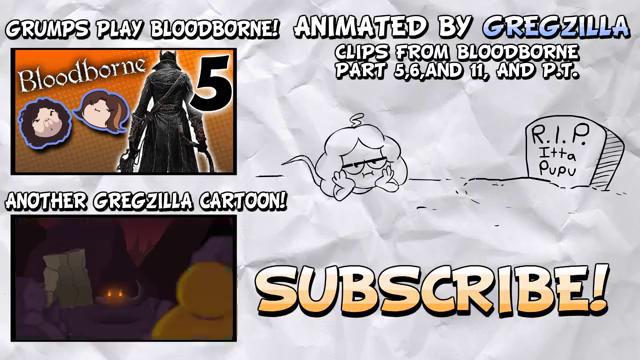 GRUMPS PLAY BLOODBORNE!
Bloodborne
5
ANOTHER GREGZILLA CARTOON!
ANIMATED BY GREGZILLA
CLIPS FROM BLOODBORNE
PART 5,6,AND 11, AND P.T.
R.I.P.
Itta
Pupu
SUBSCRIBE!